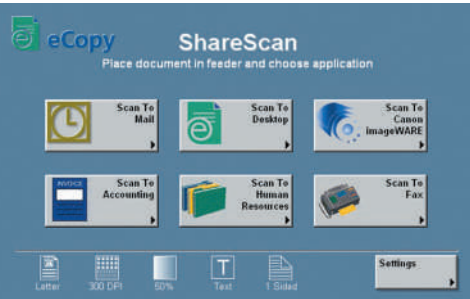 eCopy
ShareScan
Place document in feeder and choose application
Scan To
Mail
Scan To
Desktop
Scan To
Canon
imageWARE
INVOICE
Scan To
Accounting
Scan To
Human
Resources
Scan To
Fax
Letter
300 DPI
50%
T
Text
1 Sided
Settings